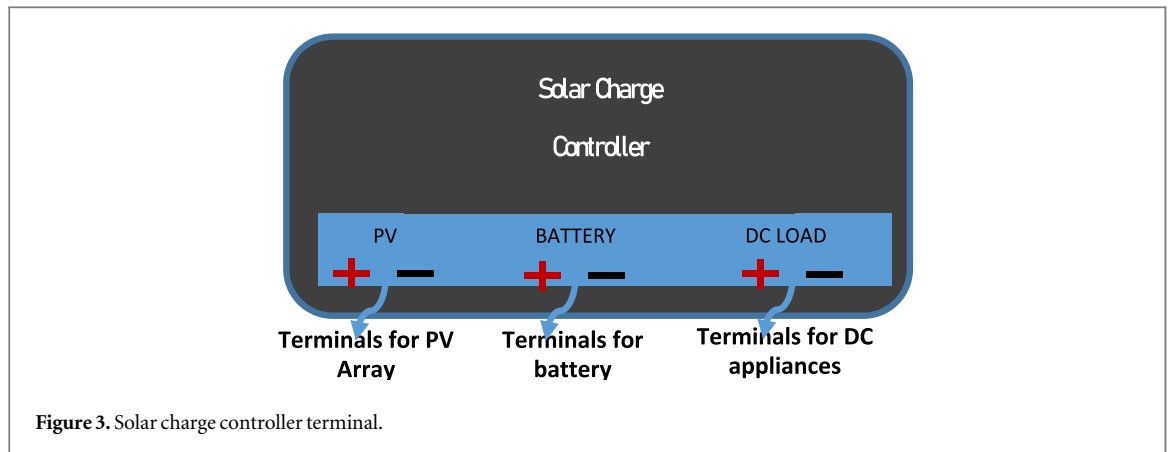 Solar Charge
Controller
PV BATTERY DC LOAD
+ − + − + −
Terminals for PV Array
Terminals for battery
Terminals for DC appliances
Figure 3. Solar charge controller terminal.